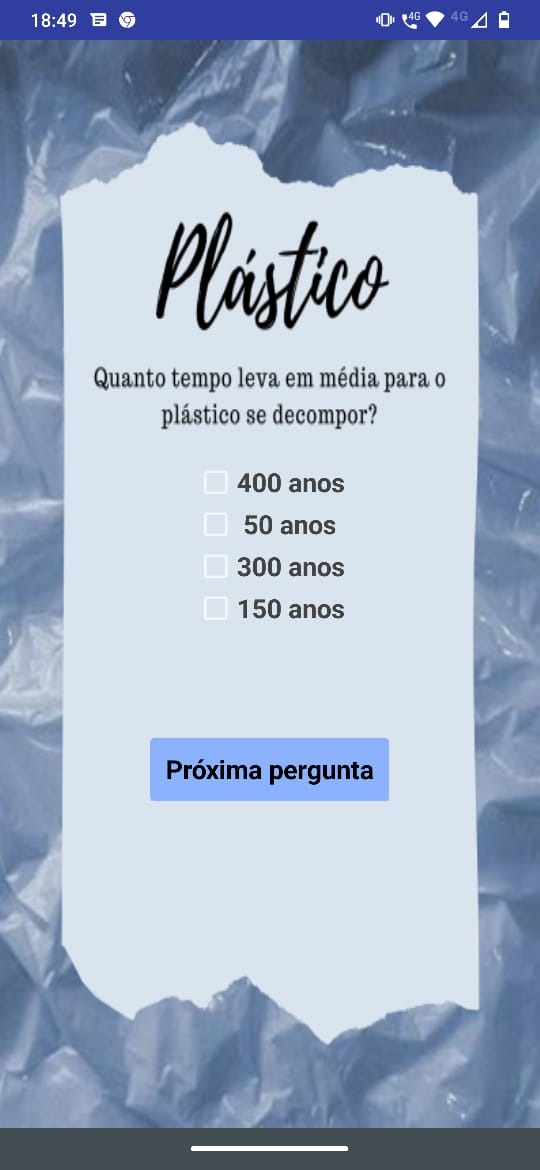 18:49
4G
4G
Plástico
Quanto tempo leva em média para o
plástico se decompor?
400 anos
50 anos
300 anos
150 anos
Próxima pergunta